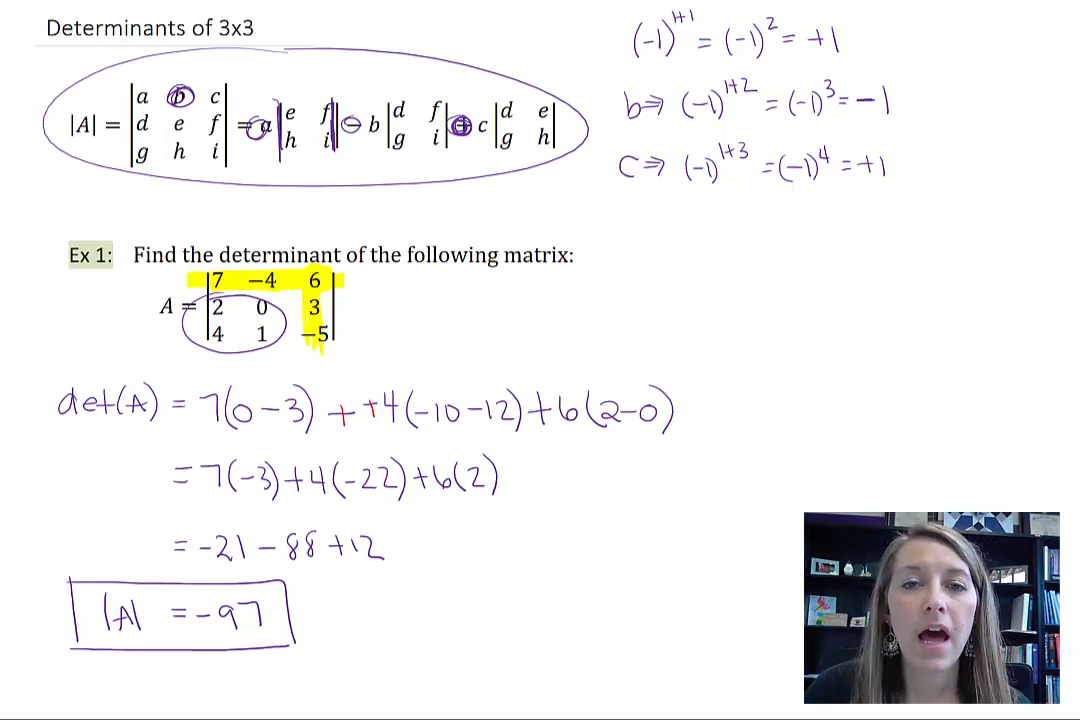 Determinants of 3x3
(-1)^{1+1} = (-1)^2 = +1
|A| = |a b c; d e f; g h i| = a |e f; h i| − b |d f; g i| + c |d e; g h|
b ⇒ (-1)^{1+2} = (-1)^3 = -1
c ⇒ (-1)^{1+3} = (-1)^4 = +1
Ex 1: Find the determinant of the following matrix:
|7 −4 6|
A = |2 0 3|
|4 1 −5|
det(A) = 7(0-3) + +4(-10-12)+6(2-0)
= 7(-3)+4(-22)+6(2)
= -21 - 88 +12
|A| = -97